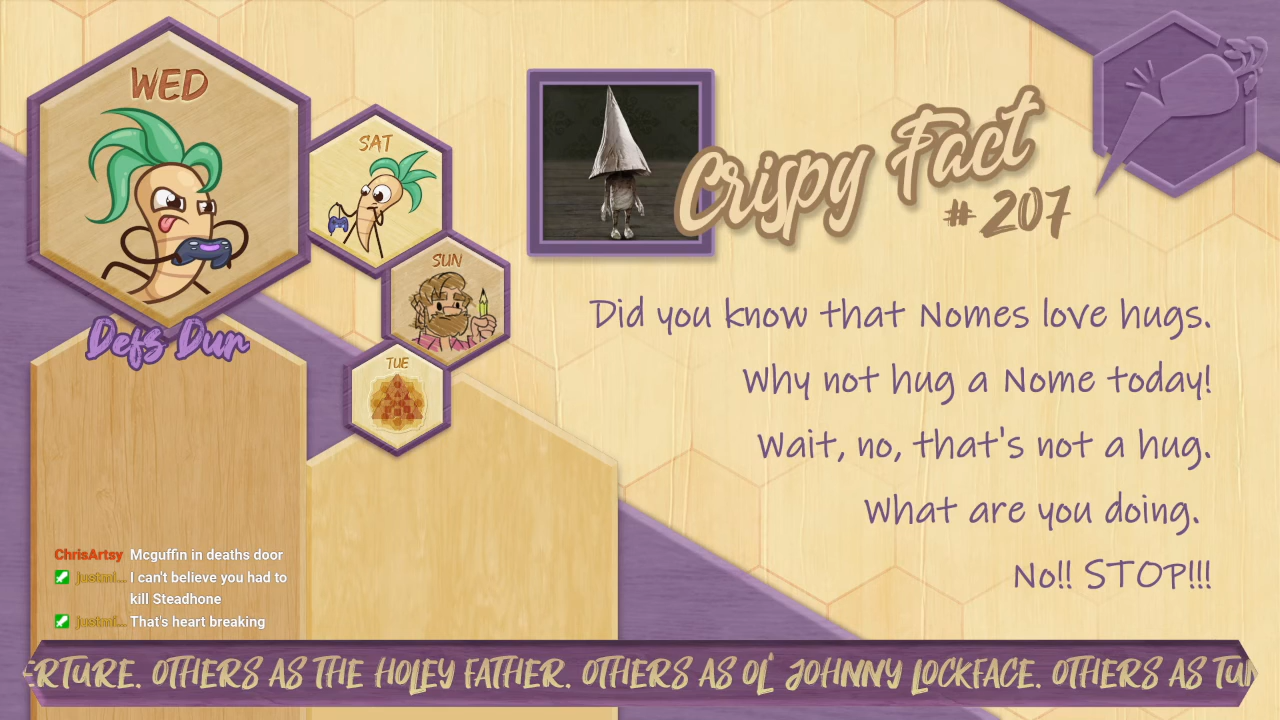 WED
SAT
SUN
TUE
Defs Dur
Crispy Fact
# 207
Did you know that Nomes love hugs.
Why not hug a Nome today!
Wait, no, that's not a hug.
What are you doing.
No!! STOP!!!
ChrisArtsy Mcguffin in deaths door
justmi... I can't believe you had to
kill Steadhone
justmi... That's heart breaking
ERTURE. OTHERS AS THE HOLEY FATHER. OTHERS AS OL' JOHNNY LOCKFACE. OTHERS AS